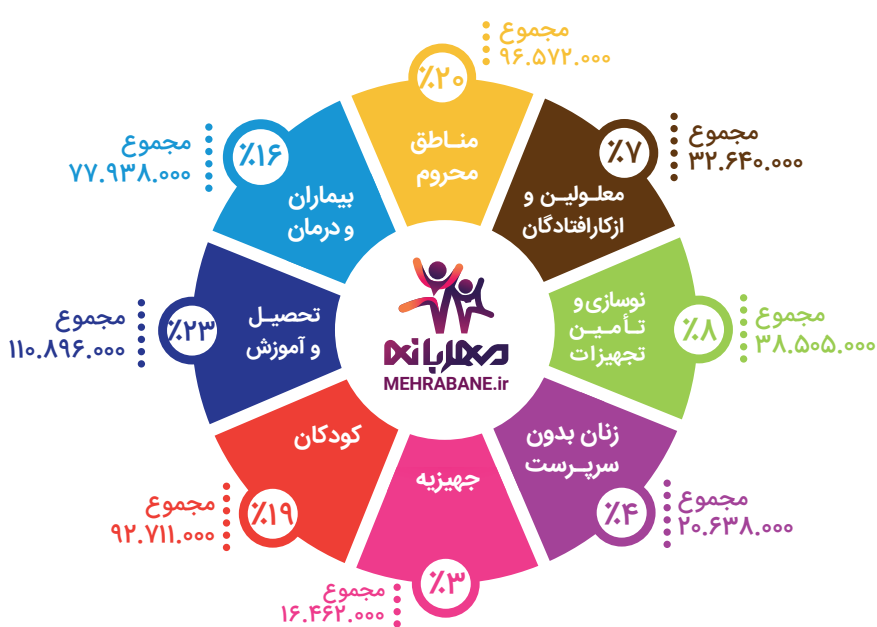 مجموع
۹۶.۵۷۲.۰۰۰
٪۲۰
مناطق
محروم
مجموع
۳۲.۶۴۰.۰۰۰
٪۷
معلولین و
ازکارافتادگان
مجموع
۳۸.۵۰۵.۰۰۰
٪۸
نوسازی و
تأمین
تجهیزات
مجموع
۲۰.۶۳۸.۰۰۰
٪۴
زنان بدون
سرپرست
مجموع
۱۶.۴۶۲.۰۰۰
٪۳
جهیزیه
مجموع
۹۲.۷۱۱.۰۰۰
٪۱۹
کودکان
مجموع
۱۱۰.۸۹۶.۰۰۰
٪۲۳
تحصیل
و آموزش
مجموع
۷۷.۹۳۸.۰۰۰
٪۱۶
بیماران
و درمان
مهربانه
MEHRABANE.ir